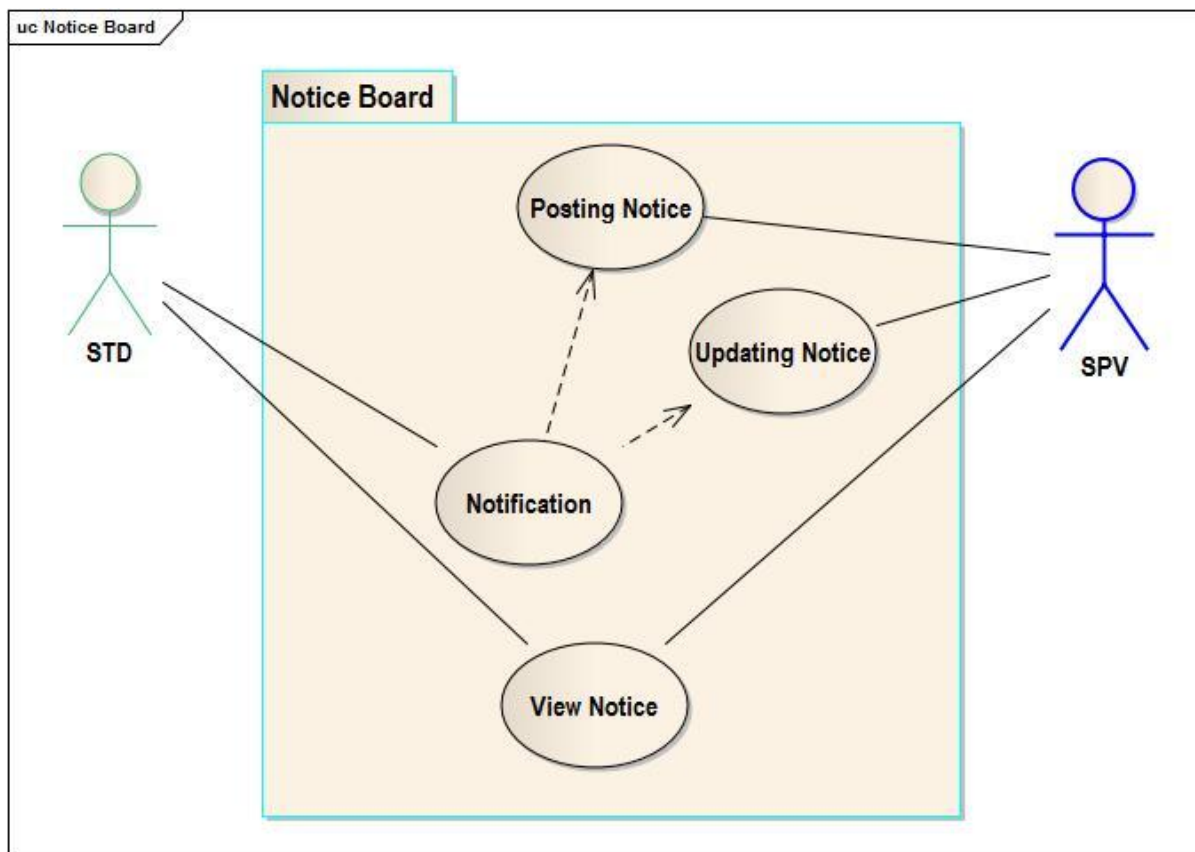 uc Notice Board
Notice Board
Posting Notice
Updating Notice
STD
SPV
Notification
View Notice